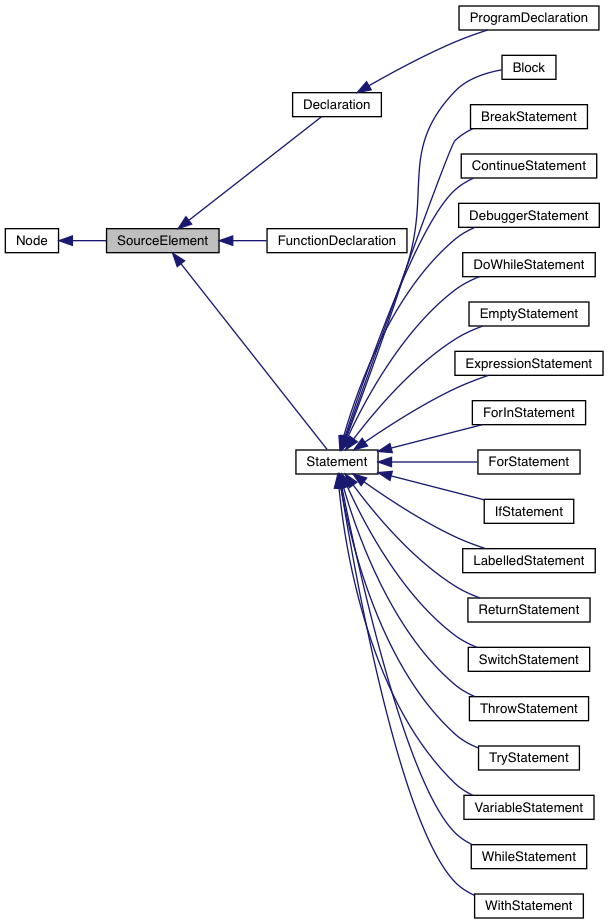 ProgramDeclaration
Block
Declaration
BreakStatement
ContinueStatement
DebuggerStatement
Node
SourceElement
FunctionDeclaration
DoWhileStatement
EmptyStatement
ExpressionStatement
ForInStatement
Statement
ForStatement
IfStatement
LabelledStatement
ReturnStatement
SwitchStatement
ThrowStatement
TryStatement
VariableStatement
WhileStatement
WithStatement